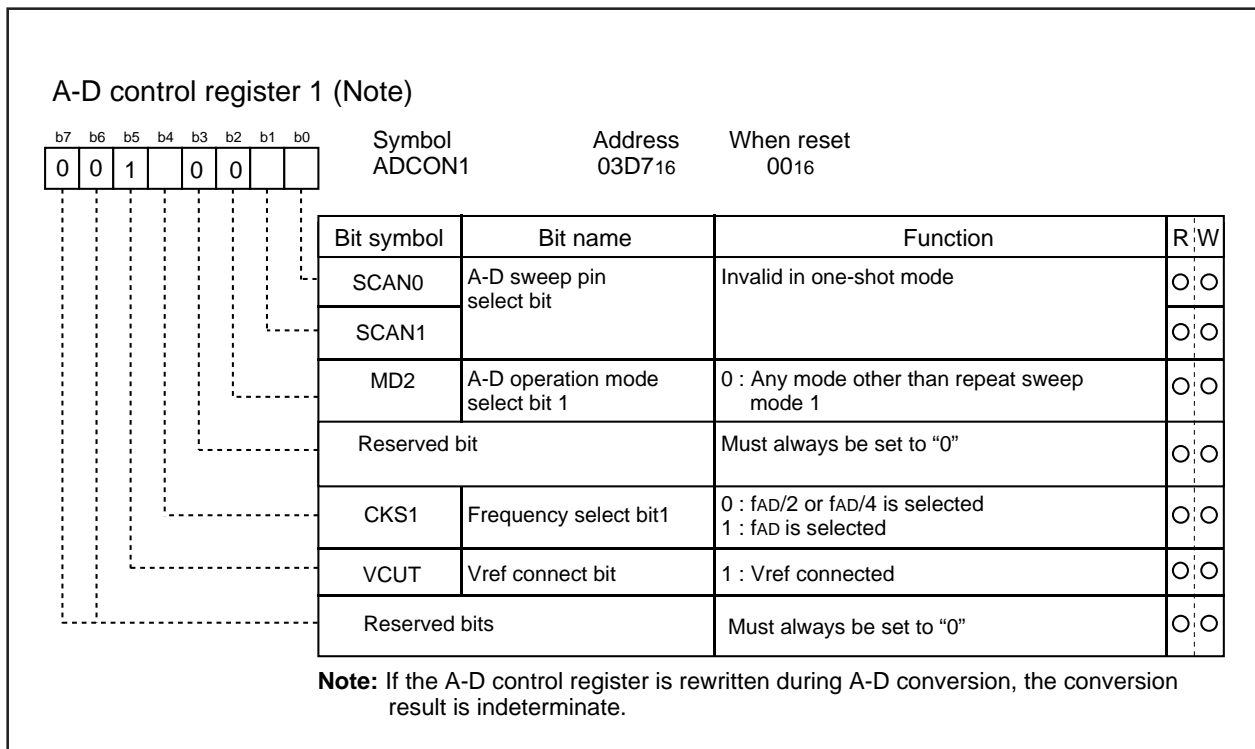 A-D control register 1 (Note)
b7 b6 b5 b4 b3 b2 b1 b0
Symbol Address When reset
0 0 1 0 0
ADCON1 03D716 0016
Bit symbol Bit name Function R W
SCAN0 A-D sweep pin select bit Invalid in one-shot mode
SCAN1
MD2 A-D operation mode select bit 1 0 : Any mode other than repeat sweep mode 1
Reserved bit Must always be set to “0”
CKS1 Frequency select bit1 0 : fAD/2 or fAD/4 is selected
1 : fAD is selected
VCUT Vref connect bit 1 : Vref connected
Reserved bits Must always be set to “0”
Note: If the A-D control register is rewritten during A-D conversion, the conversion
result is indeterminate.